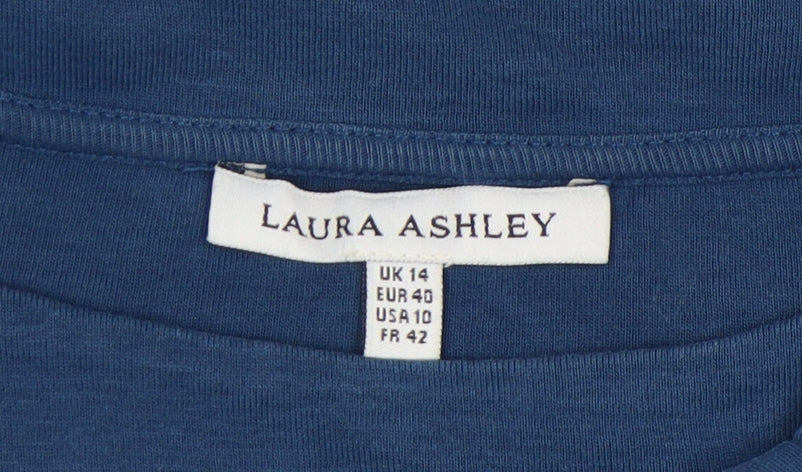 LAURA ASHLEY
UK 14
EUR 40
USA 10
FR 42